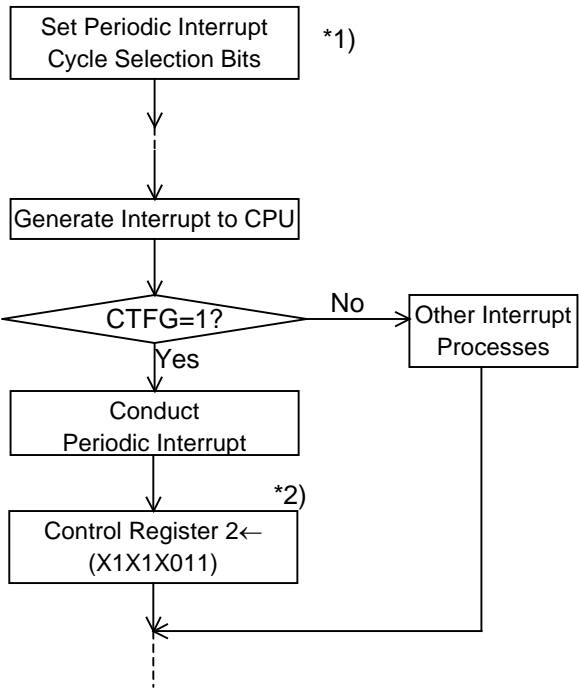 Set Periodic Interrupt
Cycle Selection Bits
*1)
Generate Interrupt to CPU
CTFG=1?
No
Other Interrupt
Processes
Yes
Conduct
Periodic Interrupt
*2)
Control Register 2←
(X1X1X011)